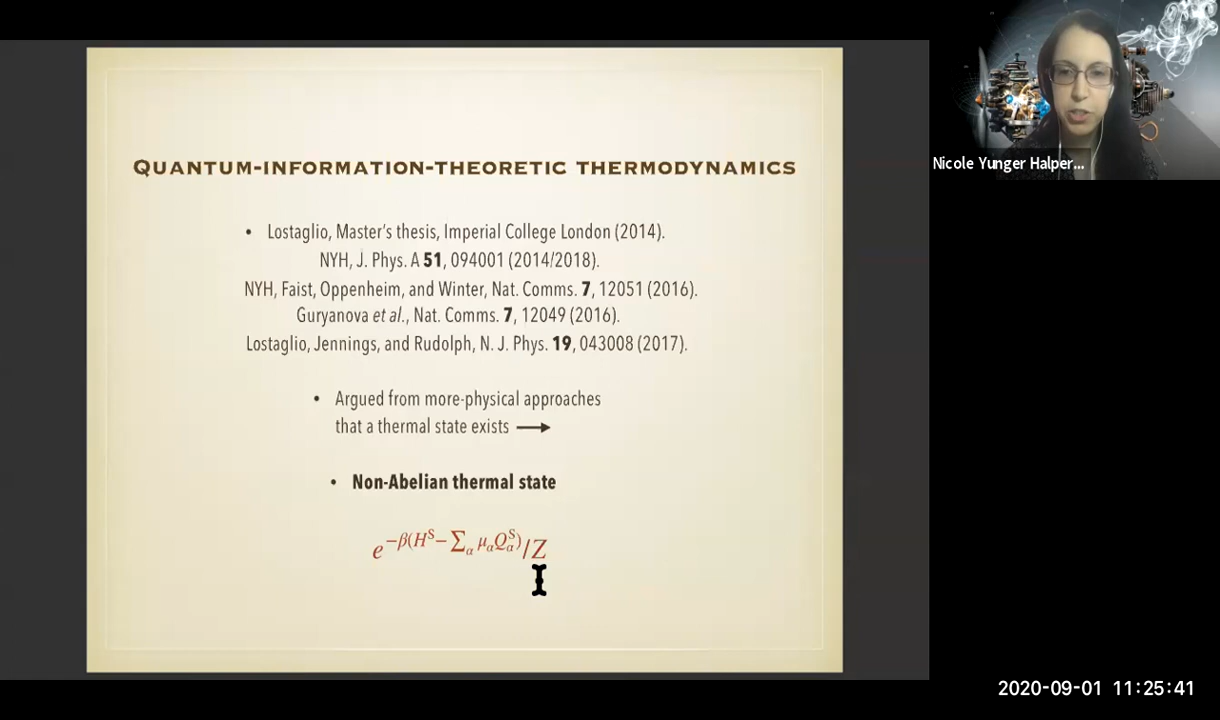 QUANTUM-INFORMATION-THEORETIC THERMODYNAMICS
• Lostaglio, Master's thesis, Imperial College London (2014).
NYH, J. Phys. A 51, 094001 (2014/2018).
NYH, Faist, Oppenheim, and Winter, Nat. Comms. 7, 12051 (2016).
Guryanova et al., Nat. Comms. 7, 12049 (2016).
Lostaglio, Jennings, and Rudolph, N. J. Phys. 19, 043008 (2017).
• Argued from more-physical approaches
that a thermal state exists ⟶
• Non-Abelian thermal state
e^{−β(H^S−∑_α μ_α Q_α^S)}/Z
Nicole Yunger Halper...
2020-09-01 11:25:41